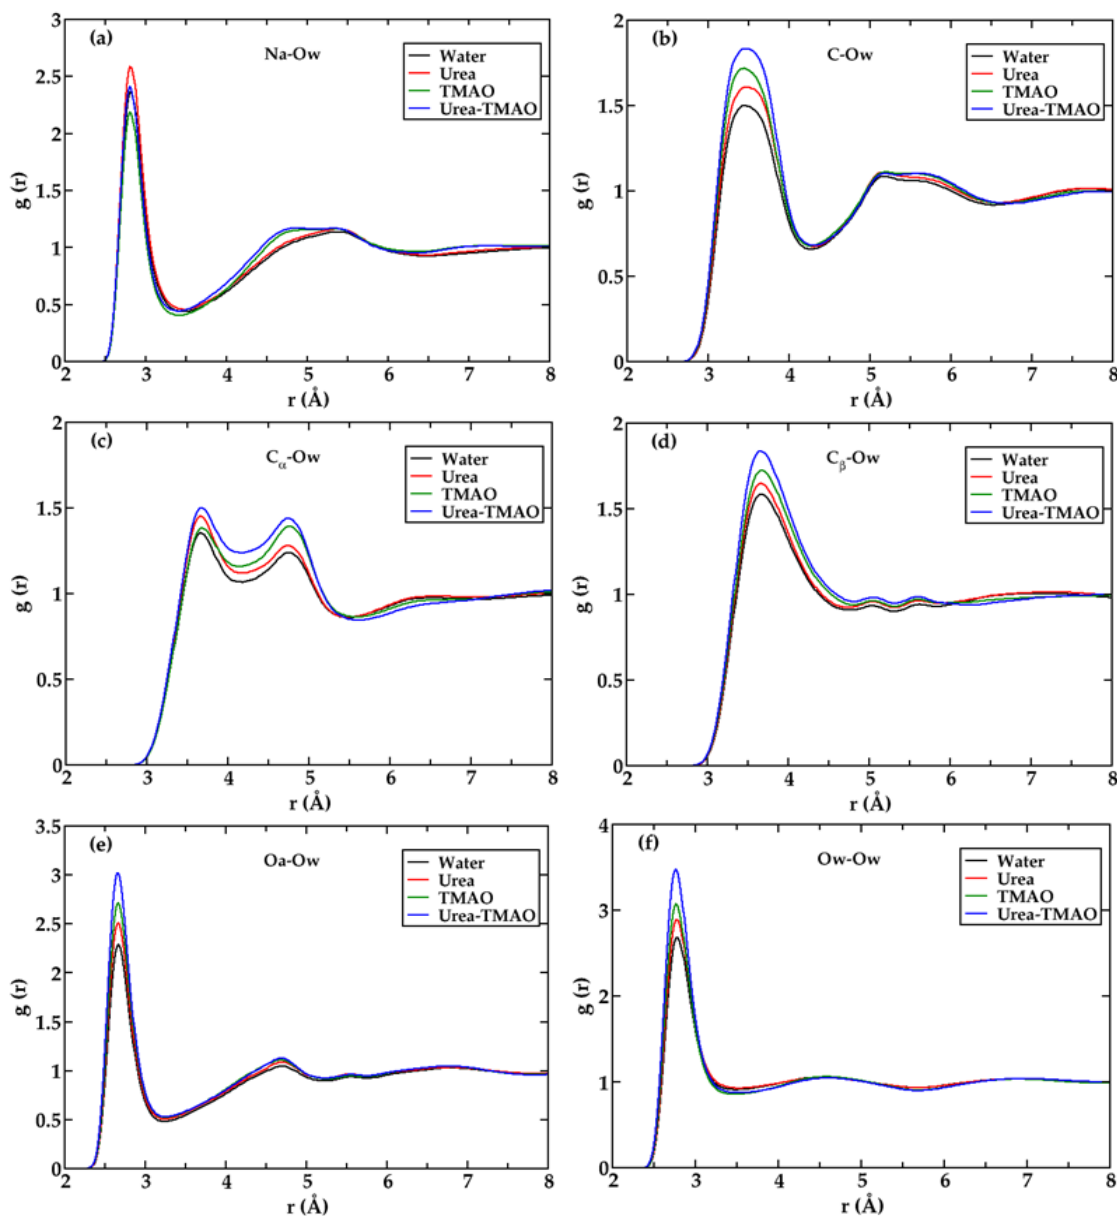 (a)
Na-Ow
Water
Urea
TMAO
Urea-TMAO
3
2.5
2
1.5
1
0.5
0
g (r)
2 3 4 5 6 7 8
r (Å)
(b)
C-Ow
Water
Urea
TMAO
Urea-TMAO
2
1.5
1
0.5
0
g (r)
2 3 4 5 6 7 8
r (Å)
(c)
Cα-Ow
Water
Urea
TMAO
Urea-TMAO
2
1.5
1
0.5
0
g (r)
2 3 4 5 6 7 8
r (Å)
(d)
Cβ-Ow
Water
Urea
TMAO
Urea-TMAO
2
1.5
1
0.5
0
g (r)
2 3 4 5 6 7 8
r (Å)
(e)
Oa-Ow
Water
Urea
TMAO
Urea-TMAO
3.5
3
2.5
2
1.5
1
0.5
0
g (r)
2 3 4 5 6 7 8
r (Å)
(f)
Ow-Ow
Water
Urea
TMAO
Urea-TMAO
4
3
2
1
0
g (r)
2 3 4 5 6 7 8
r (Å)